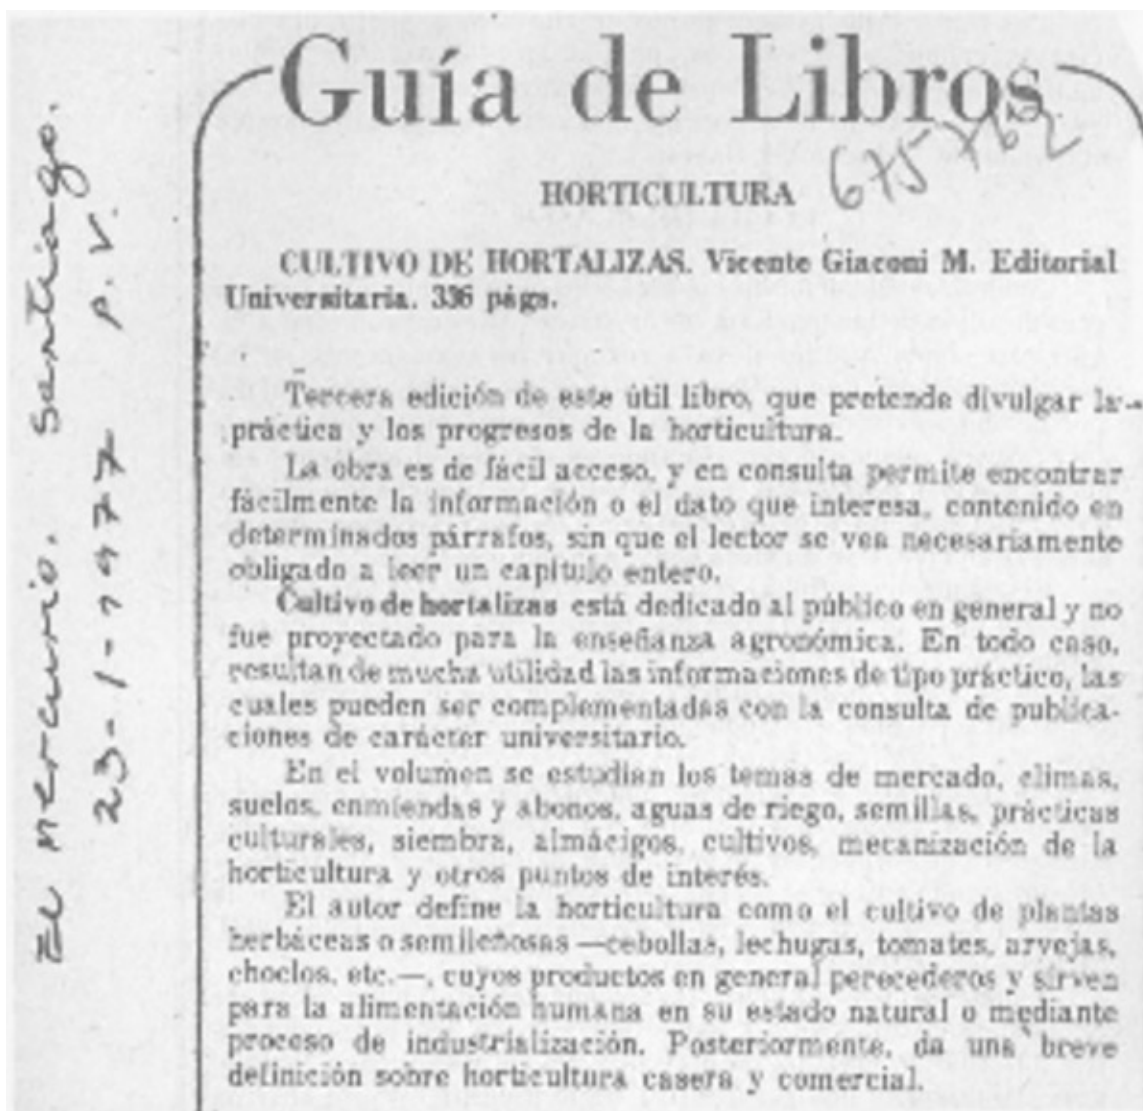 Guía de Libros
HORTICULTURA
CULTIVO DE HORTALIZAS. Vicente Giaconi M. Editorial
Universitaria. 336 págs.
Tercera edición de este útil libro, que pretende divulgar la
práctica y los progresos de la horticultura.
La obra es de fácil acceso, y en consulta permite encontrar
fácilmente la información o el dato que interesa, contenido en
determinados párrafos, sin que el lector se vea necesariamente
obligado a leer un capítulo entero.
Cultivo de hortalizas está dedicado al público en general y no
fue proyectado para la enseñanza agronómica. En todo caso,
resultan de mucha utilidad las informaciones de tipo práctico, las
cuales pueden ser complementadas con la consulta de publica-
ciones de carácter universitario.
En el volumen se estudian los temas de mercado, climas,
suelos, enmiendas y abonos, aguas de riego, semillas, prácticas
culturales, siembra, almácigos, cultivos, mecanización de la
horticultura y otros puntos de interés.
El autor define la horticultura como el cultivo de plantas
herbáceas o semileñosas —cebollas, lechugas, tomates, arvejas,
choclos, etc.—, cuyos productos en general perecederos y sirven
para la alimentación humana en su estado natural o mediante
proceso de industrialización. Posteriormente, da una breve
definición sobre horticultura casera y comercial.
El Mercurio. Santiago.
23-1-1977 p. V.